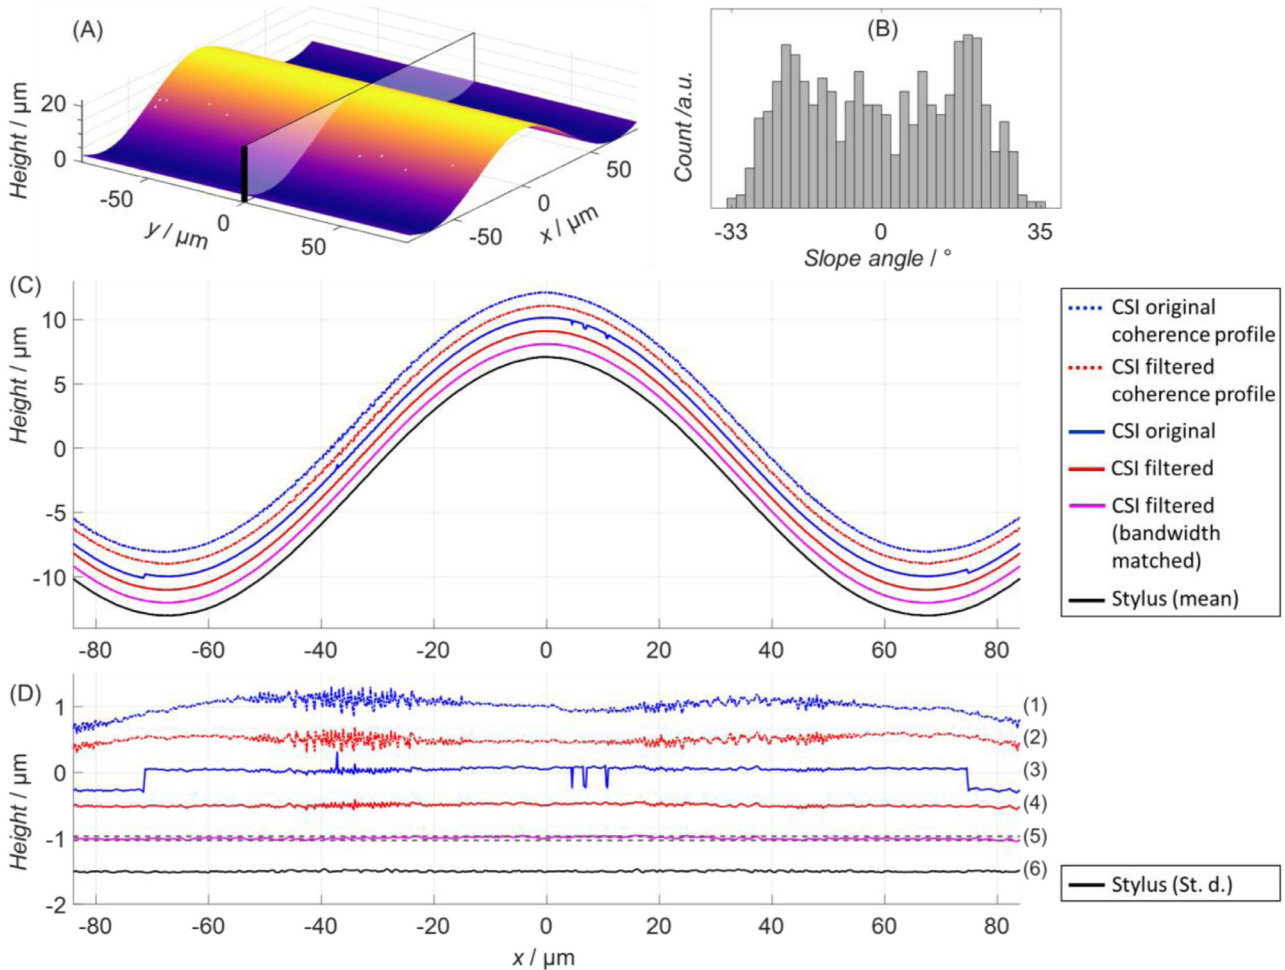 (A)
Height / μm
20
0
-50
0
50
y / μm
-50
0
50
x / μm
(B)
Count /a.u.
-33
0
35
Slope angle / °
(C)
Height / μm
10
5
0
-5
-10
-80
-60
-40
-20
0
20
40
60
80
CSI original
coherence profile
CSI filtered
coherence profile
CSI original
CSI filtered
CSI filtered
(bandwidth
matched)
Stylus (mean)
(D)
Height / μm
1
0
-1
-2
(1)
(2)
(3)
(4)
(5)
(6)
-80
-60
-40
-20
0
20
40
60
80
x / μm
Stylus (St. d.)